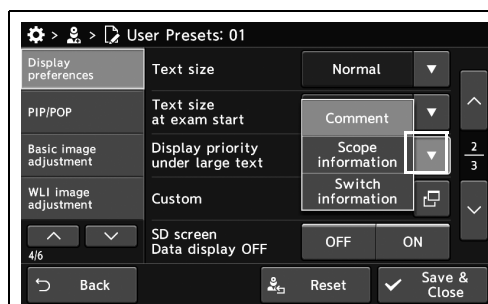 > > User Presets: 01
Display
preferences
Text size
Normal
PIP/POP
Text size
at exam start
Comment
Basic image
adjustment
Display priority
under large text
Scope
information
2
3
WLI image
adjustment
Custom
Switch
information
4/6
SD screen
Data display OFF
OFF
ON
Back
Reset
Save &
Close